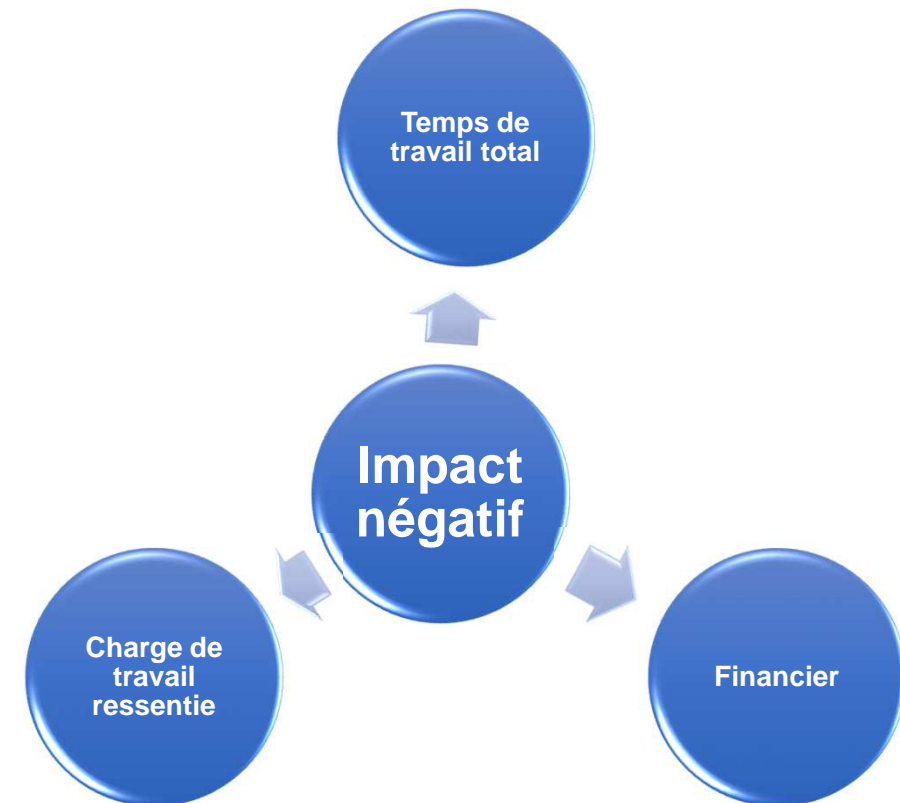 Temps de
travail total
Impact
négatif
Charge de
travail
ressentie
Financier